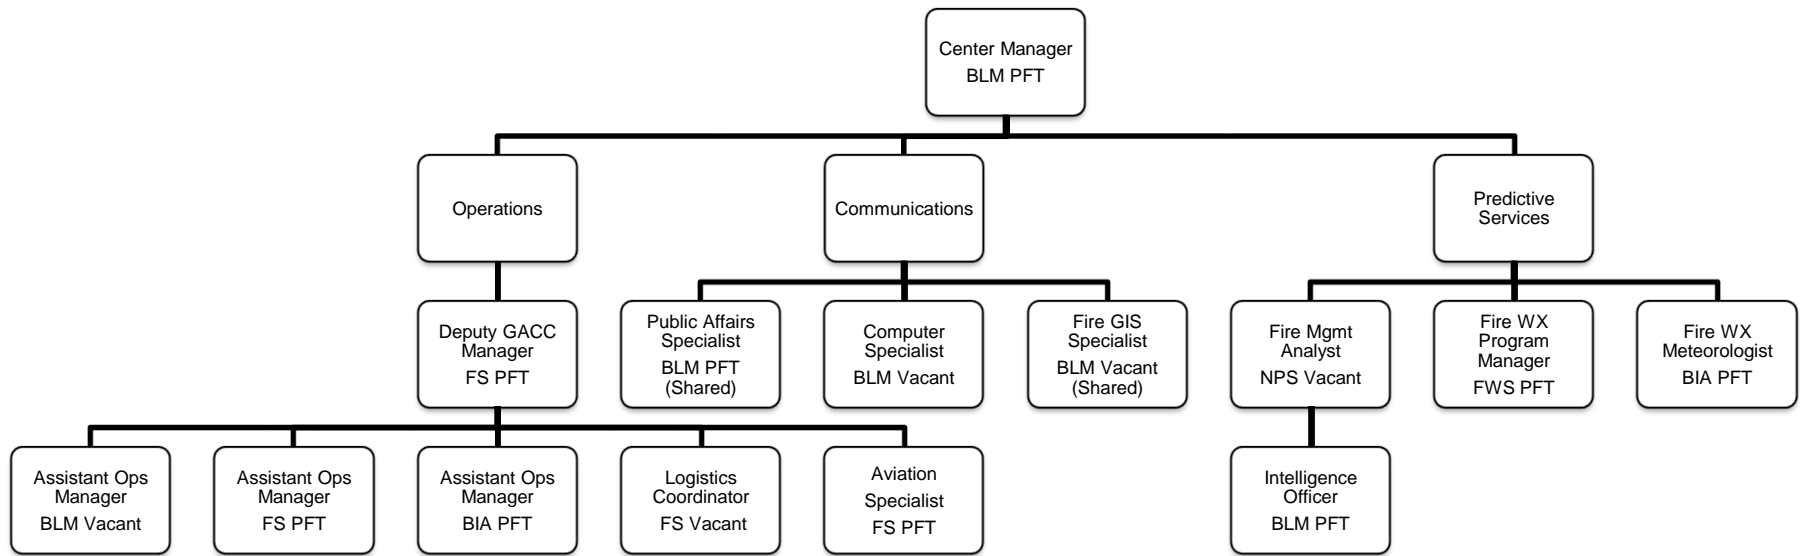 Center Manager
BLM PFT
Operations
Communications
Predictive
Services
Deputy GACC
Manager
FS PFT
Public Affairs
Specialist
BLM PFT
(Shared)
Computer
Specialist
BLM Vacant
Fire GIS
Specialist
BLM Vacant
(Shared)
Fire Mgmt
Analyst
NPS Vacant
Fire WX
Program
Manager
FWS PFT
Fire WX
Meteorologist
BIA PFT
Assistant Ops
Manager
BLM Vacant
Assistant Ops
Manager
FS PFT
Assistant Ops
Manager
BIA PFT
Logistics
Coordinator
FS Vacant
Aviation
Specialist
FS PFT
Intelligence
Officer
BLM PFT